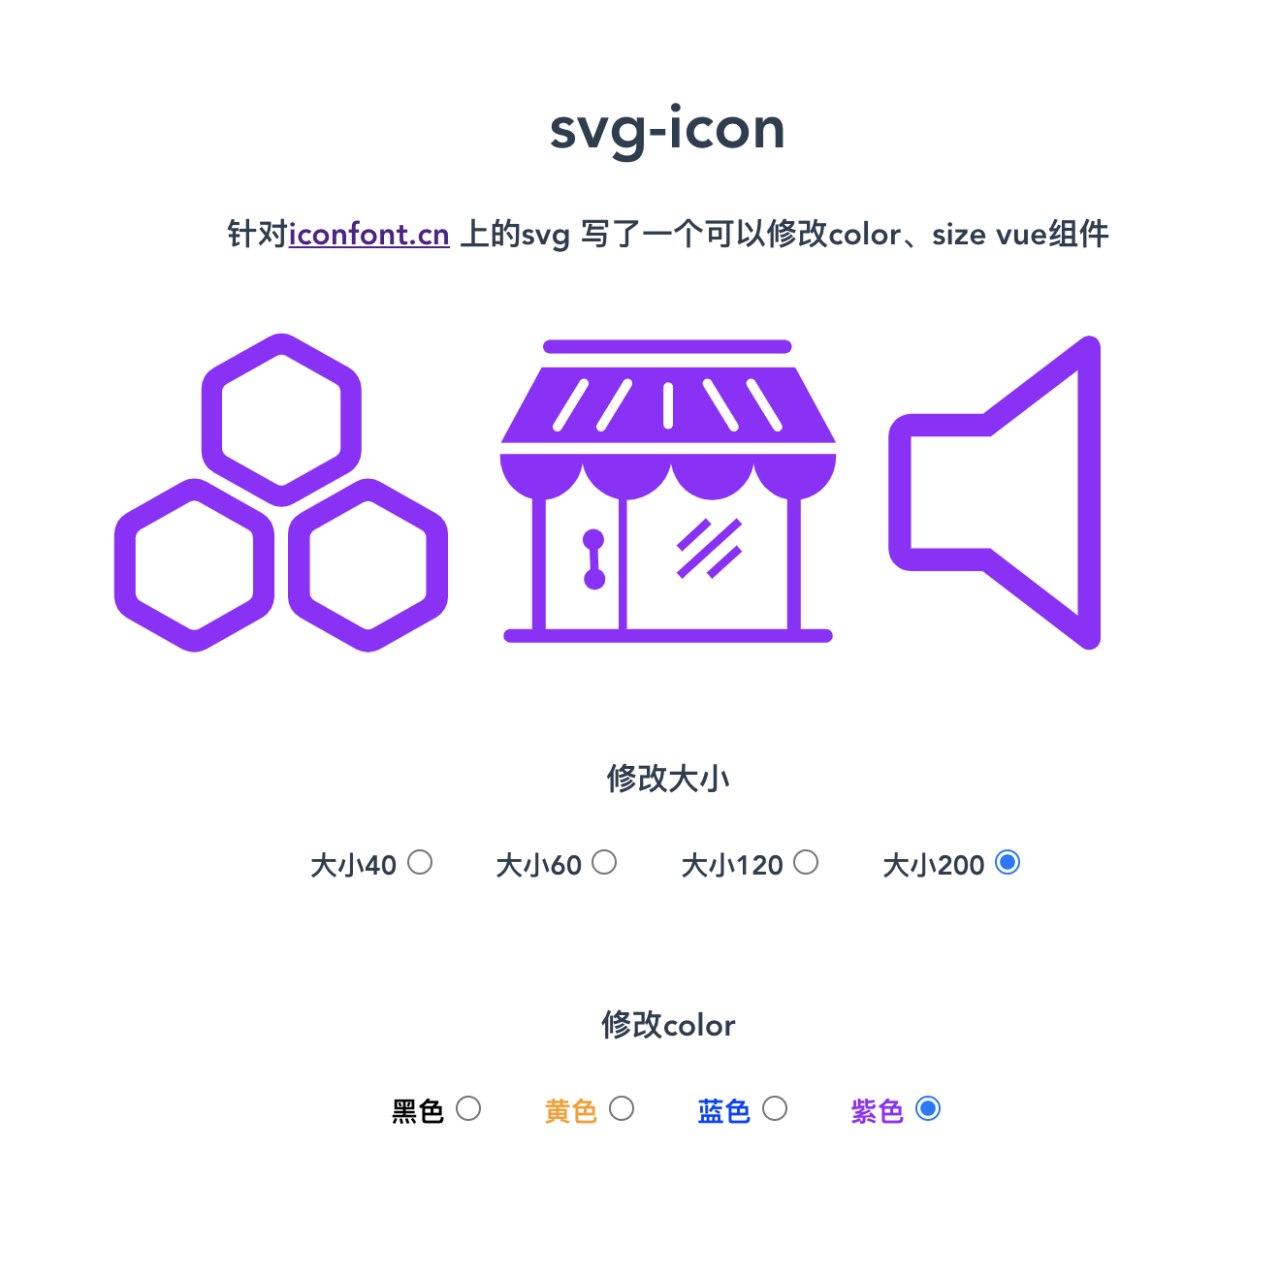 svg-icon
针对iconfont.cn 上的svg 写了一个可以修改color、size vue组件
修改大小
大小40 大小60 大小120 大小200
修改color
黑色 黄色 蓝色 紫色